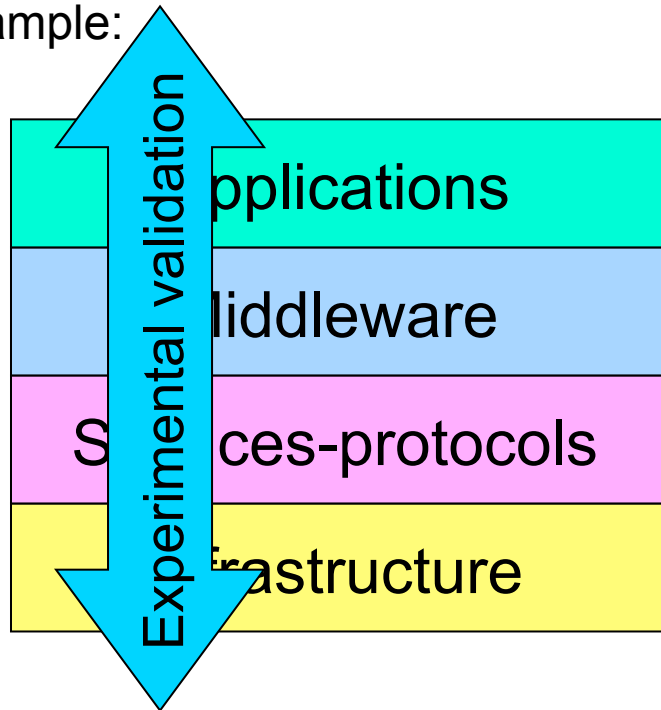 ample:
Experimental validation
pplications
iddleware
S ces-protocols
frastructure